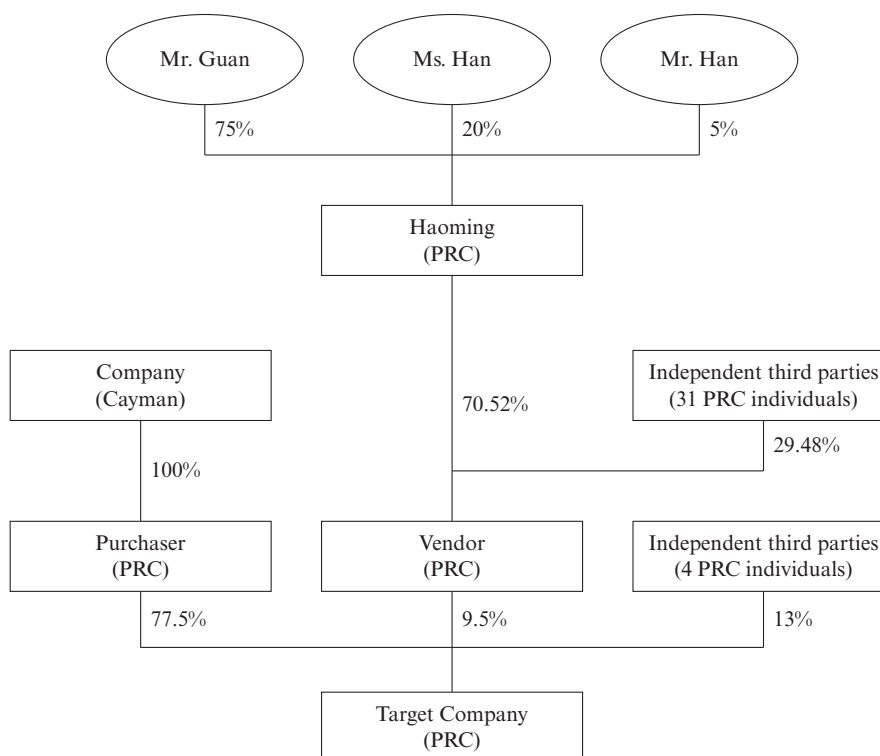 Mr. Guan
Ms. Han
Mr. Han
75%
20%
5%
Haoming
(PRC)
Company
(Cayman)
70.52%
Independent third parties
(31 PRC individuals)
100%
29.48%
Purchaser
(PRC)
Vendor
(PRC)
Independent third parties
(4 PRC individuals)
77.5%
9.5%
13%
Target Company
(PRC)